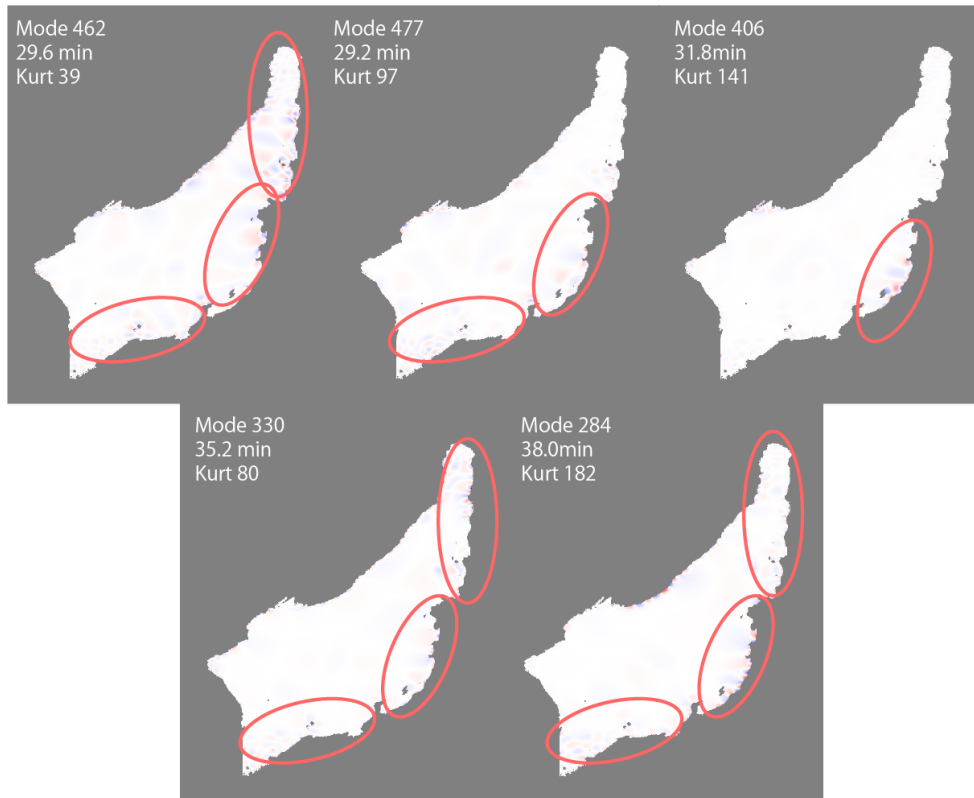 Mode 462
29.6 min
Kurt 39
Mode 477
29.2 min
Kurt 97
Mode 406
31.8min
Kurt 141
Mode 330
35.2 min
Kurt 80
Mode 284
38.0min
Kurt 182